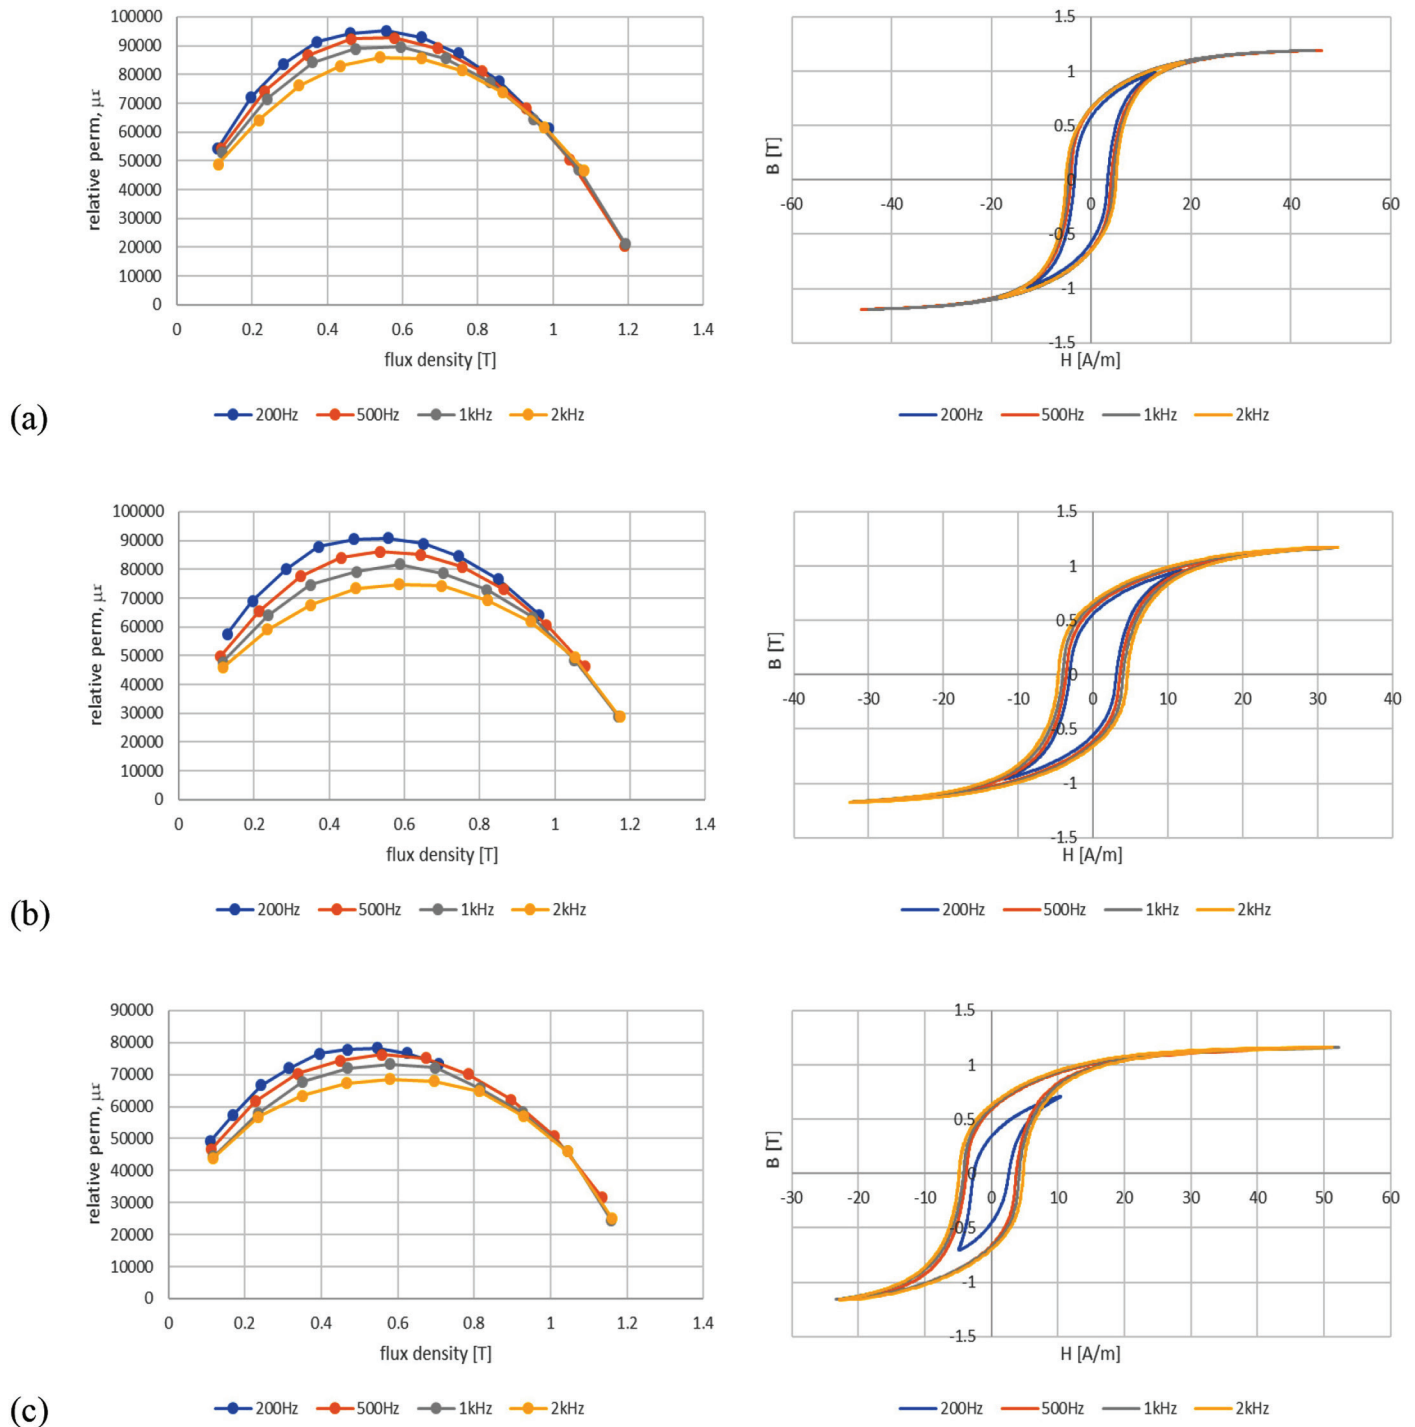 100000
90000
80000
70000
60000
50000
40000
30000
20000
10000
0
relative perm, μr
0 0.2 0.4 0.6 0.8 1 1.2 1.4
flux density [T]
200Hz 500Hz 1kHz 2kHz
1.5
1
0.5
0
-0.5
-1
-1.5
B [T]
-60 -40 -20 0 20 40 60
H [A/m]
200Hz 500Hz 1kHz 2kHz
(a)
100000
90000
80000
70000
60000
50000
40000
30000
20000
10000
0
relative perm, μr
0 0.2 0.4 0.6 0.8 1 1.2 1.4
flux density [T]
200Hz 500Hz 1kHz 2kHz
1.5
1
0.5
0
-0.5
-1
-1.5
B [T]
-40 -30 -20 -10 0 10 20 30 40
H [A/m]
200Hz 500Hz 1kHz 2kHz
(b)
90000
80000
70000
60000
50000
40000
30000
20000
10000
0
relative perm, μr
0 0.2 0.4 0.6 0.8 1 1.2 1.4
flux density [T]
200Hz 500Hz 1kHz 2kHz
1.5
1
0.5
0
-0.5
-1
-1.5
B [T]
-30 -20 -10 0 10 20 30 40 50 60
H [A/m]
200Hz 500Hz 1kHz 2kHz
(c)